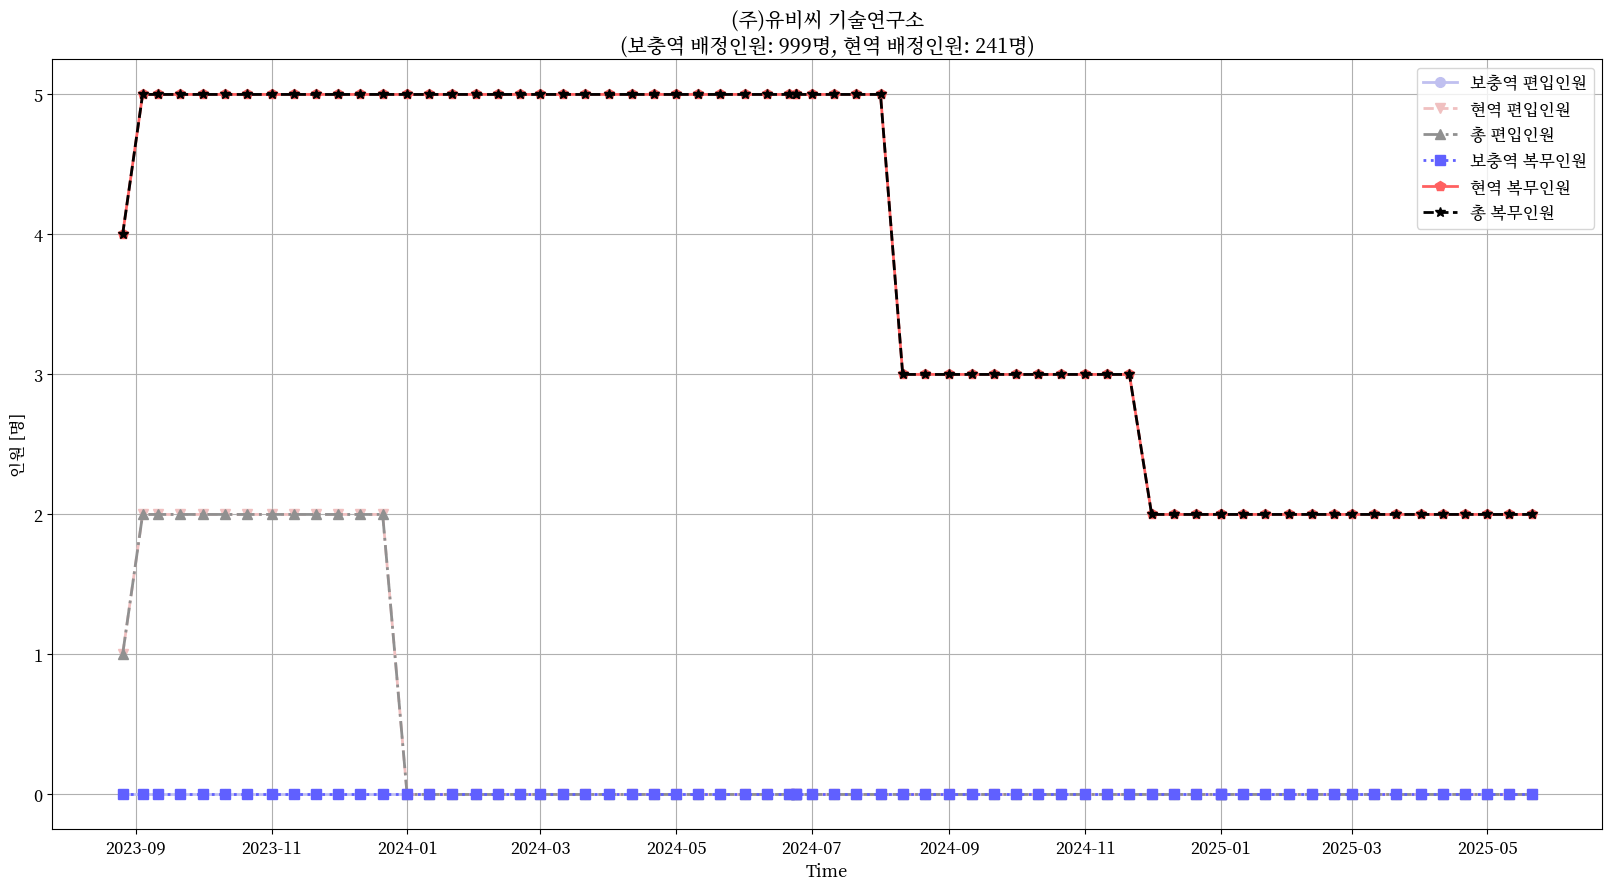 (주)유비씨 기술연구소
(보충역 배정인원: 999명, 현역 배정인원: 241명)
보충역 편입인원
현역 편입인원
총 편입인원
보충역 복무인원
현역 복무인원
총 복무인원
인원 [명]
5
4
3
2
1
0
2023-09 2023-11 2024-01 2024-03 2024-05 2024-07 2024-09 2024-11 2025-01 2025-03 2025-05
Time